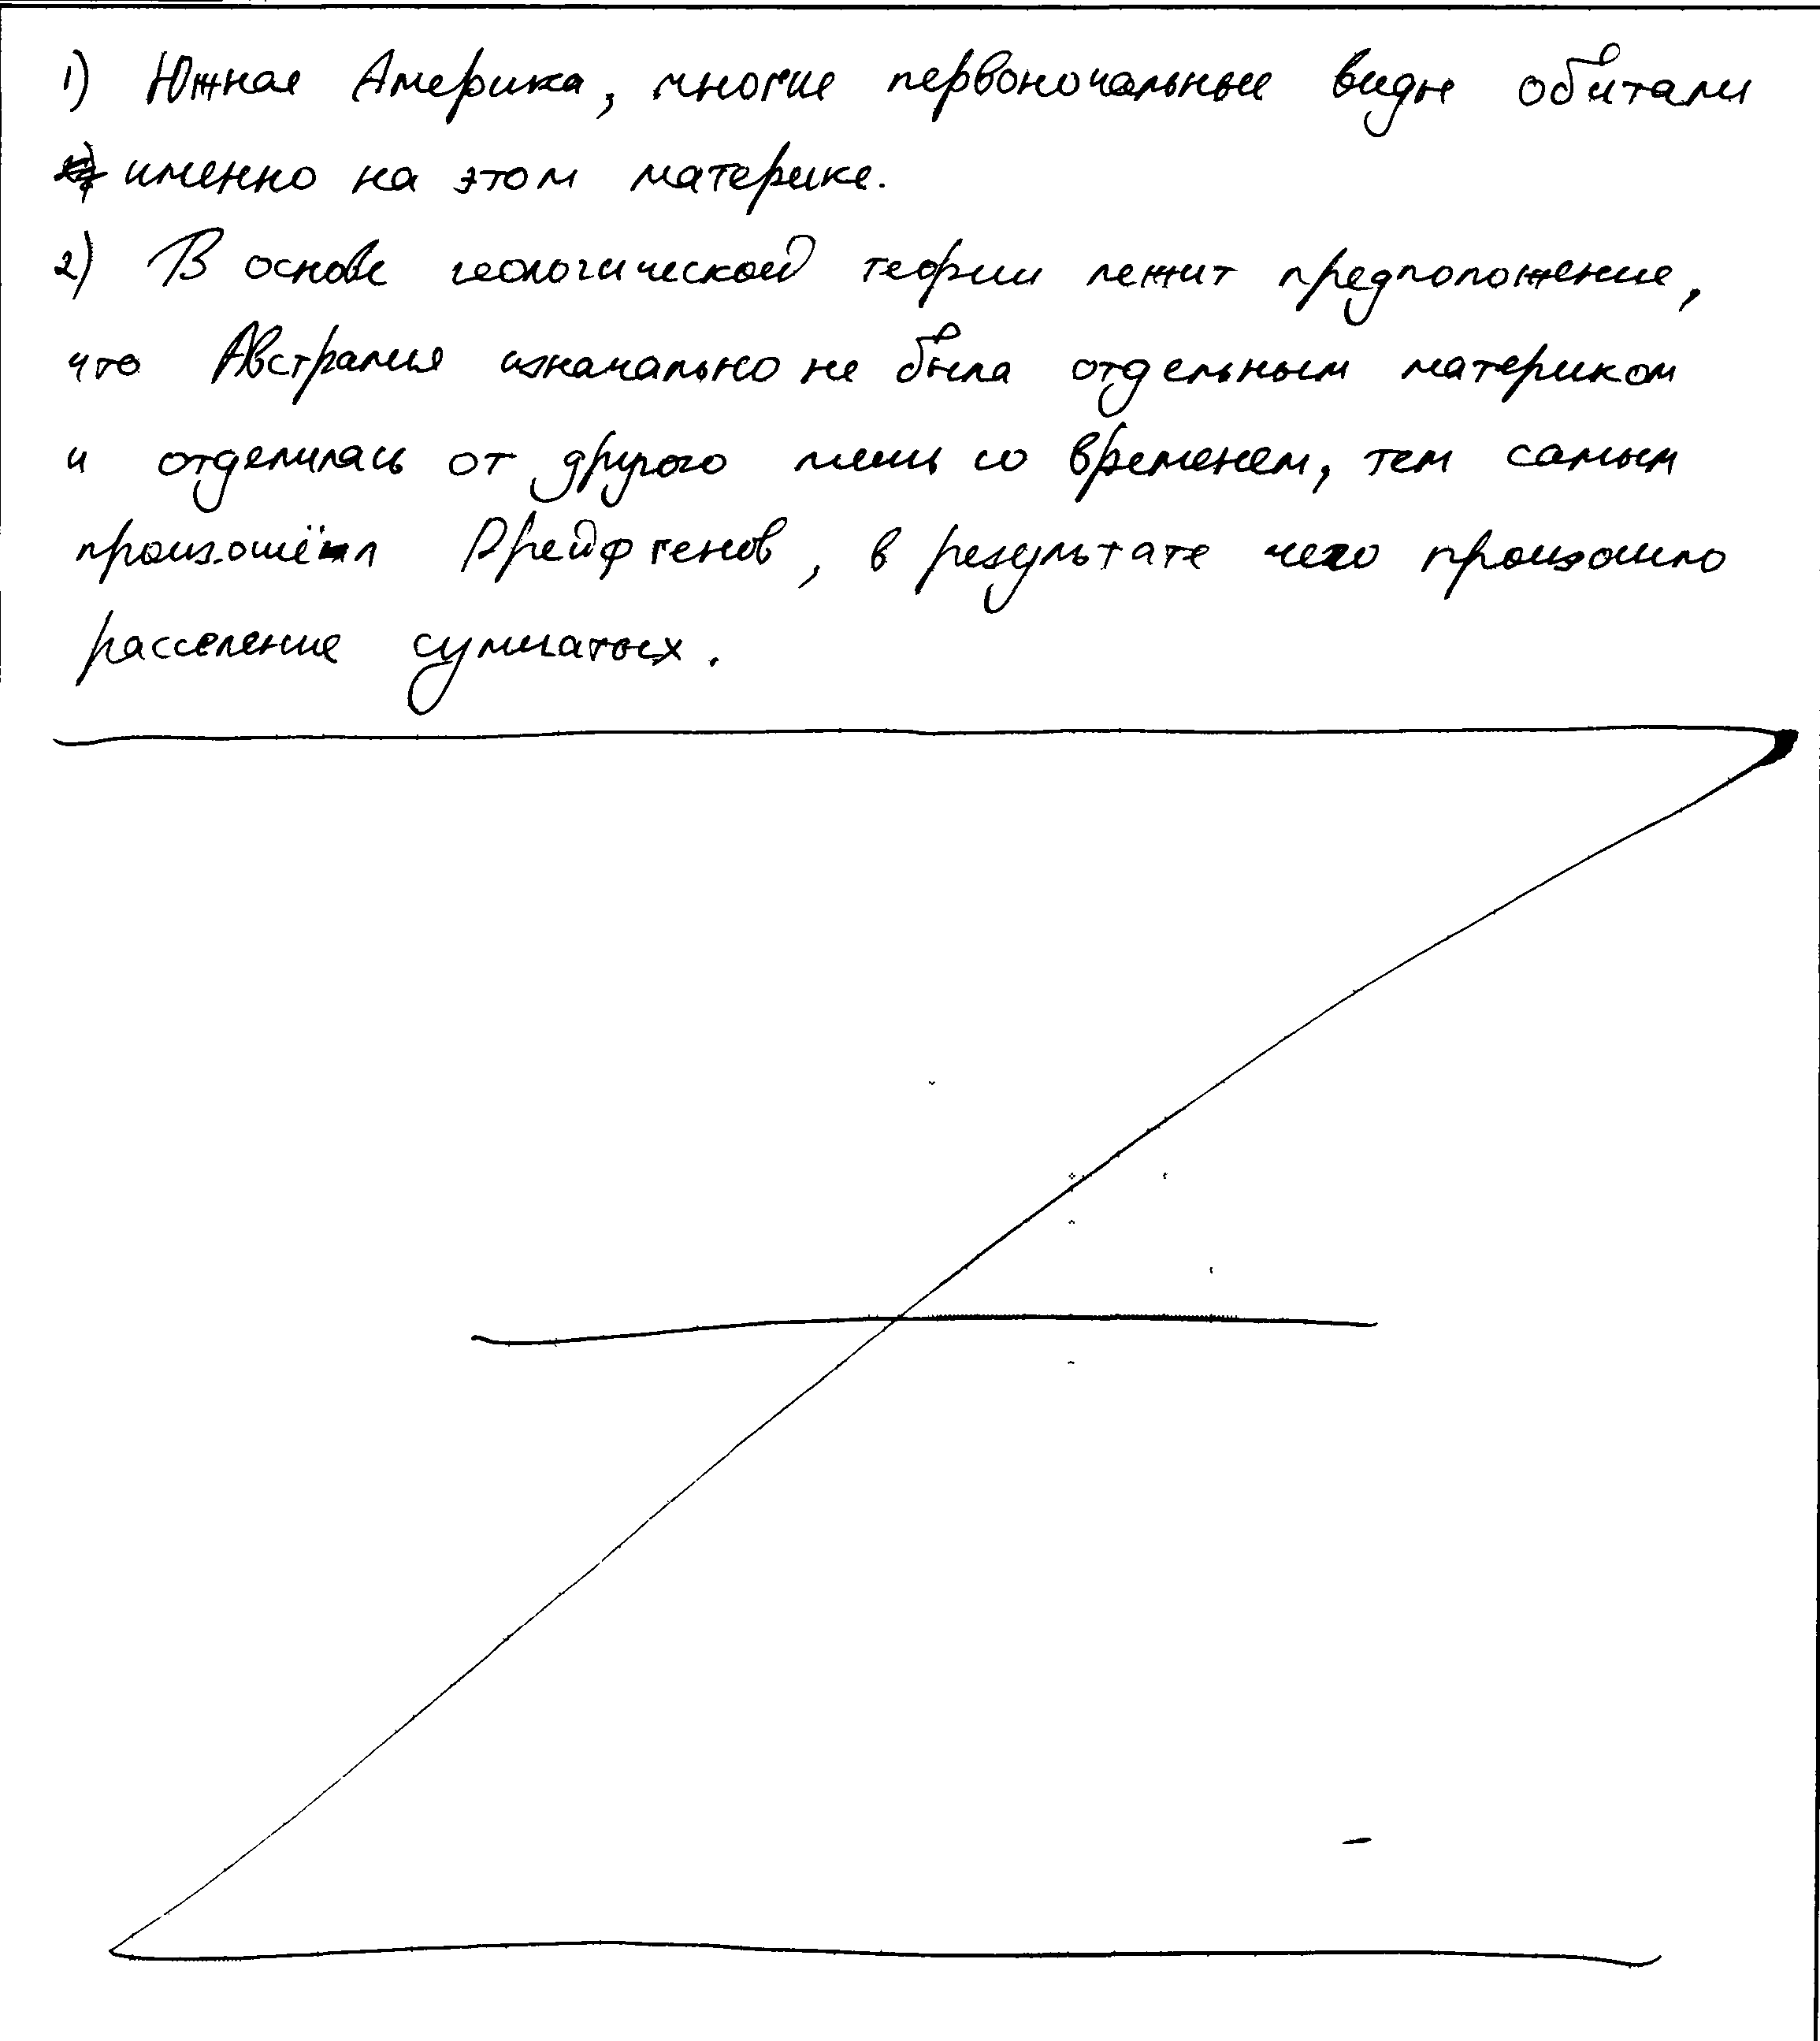 1) Южная Америка, многие первоночальные виды обитали
именно на этом материке.
2) В основе геологической теории лежит предположение,
что Австралия изначально не была отдельным материком
и отделилась от другого лишь со временем, тем самым
произошёл Дрейф генов, в результате чего произошло
расселение сумчатых.